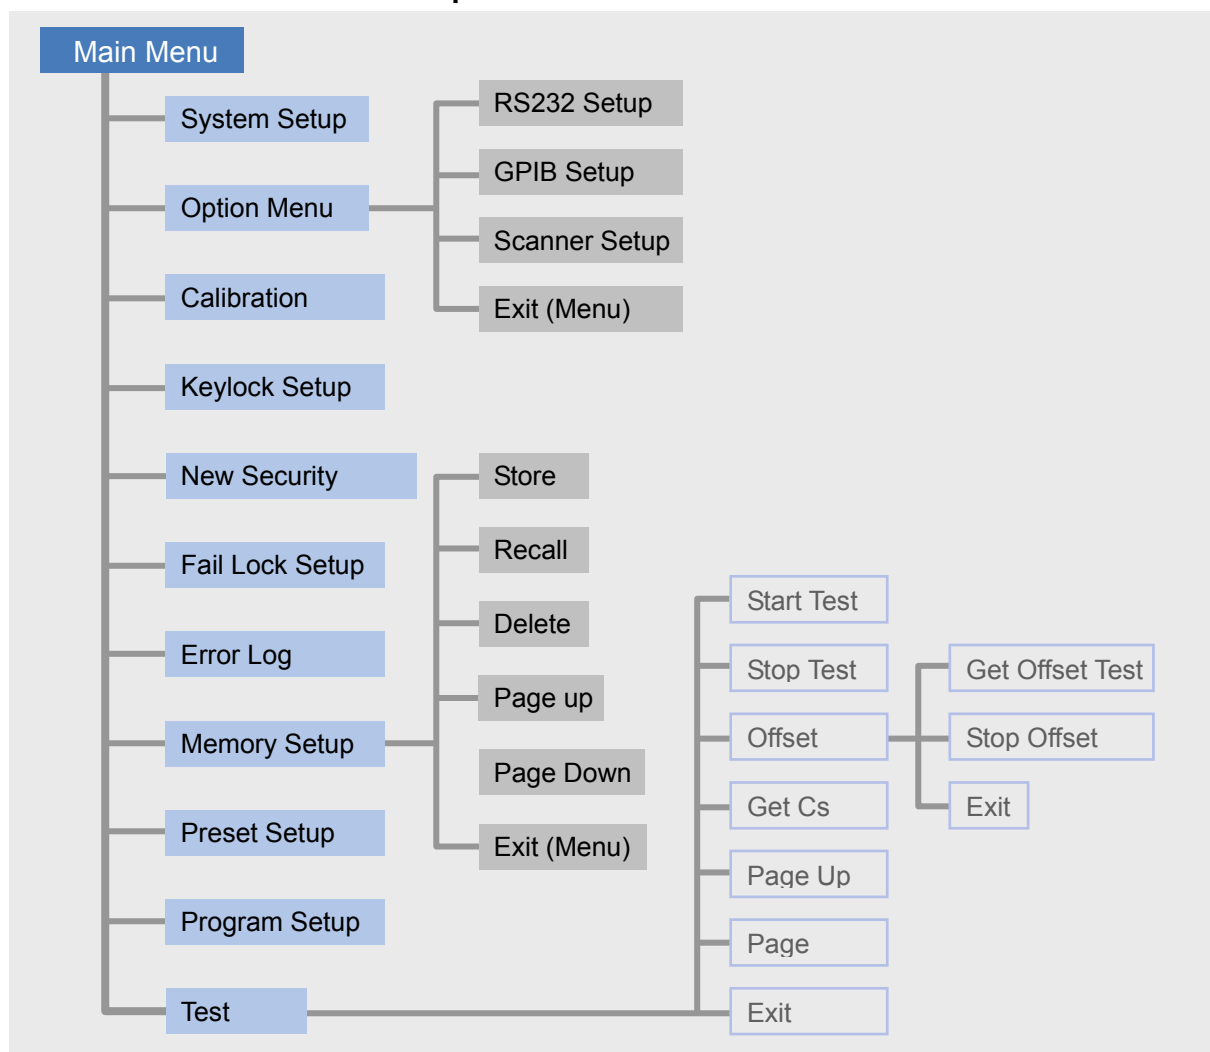 Main Menu
System Setup
Option Menu
RS232 Setup
GPIB Setup
Scanner Setup
Exit (Menu)
Calibration
Keylock Setup
New Security
Fail Lock Setup
Error Log
Memory Setup
Store
Recall
Delete
Page up
Page Down
Exit (Menu)
Preset Setup
Program Setup
Test
Start Test
Stop Test
Offset
Get Offset Test
Stop Offset
Exit
Get Cs
Page Up
Page
Exit